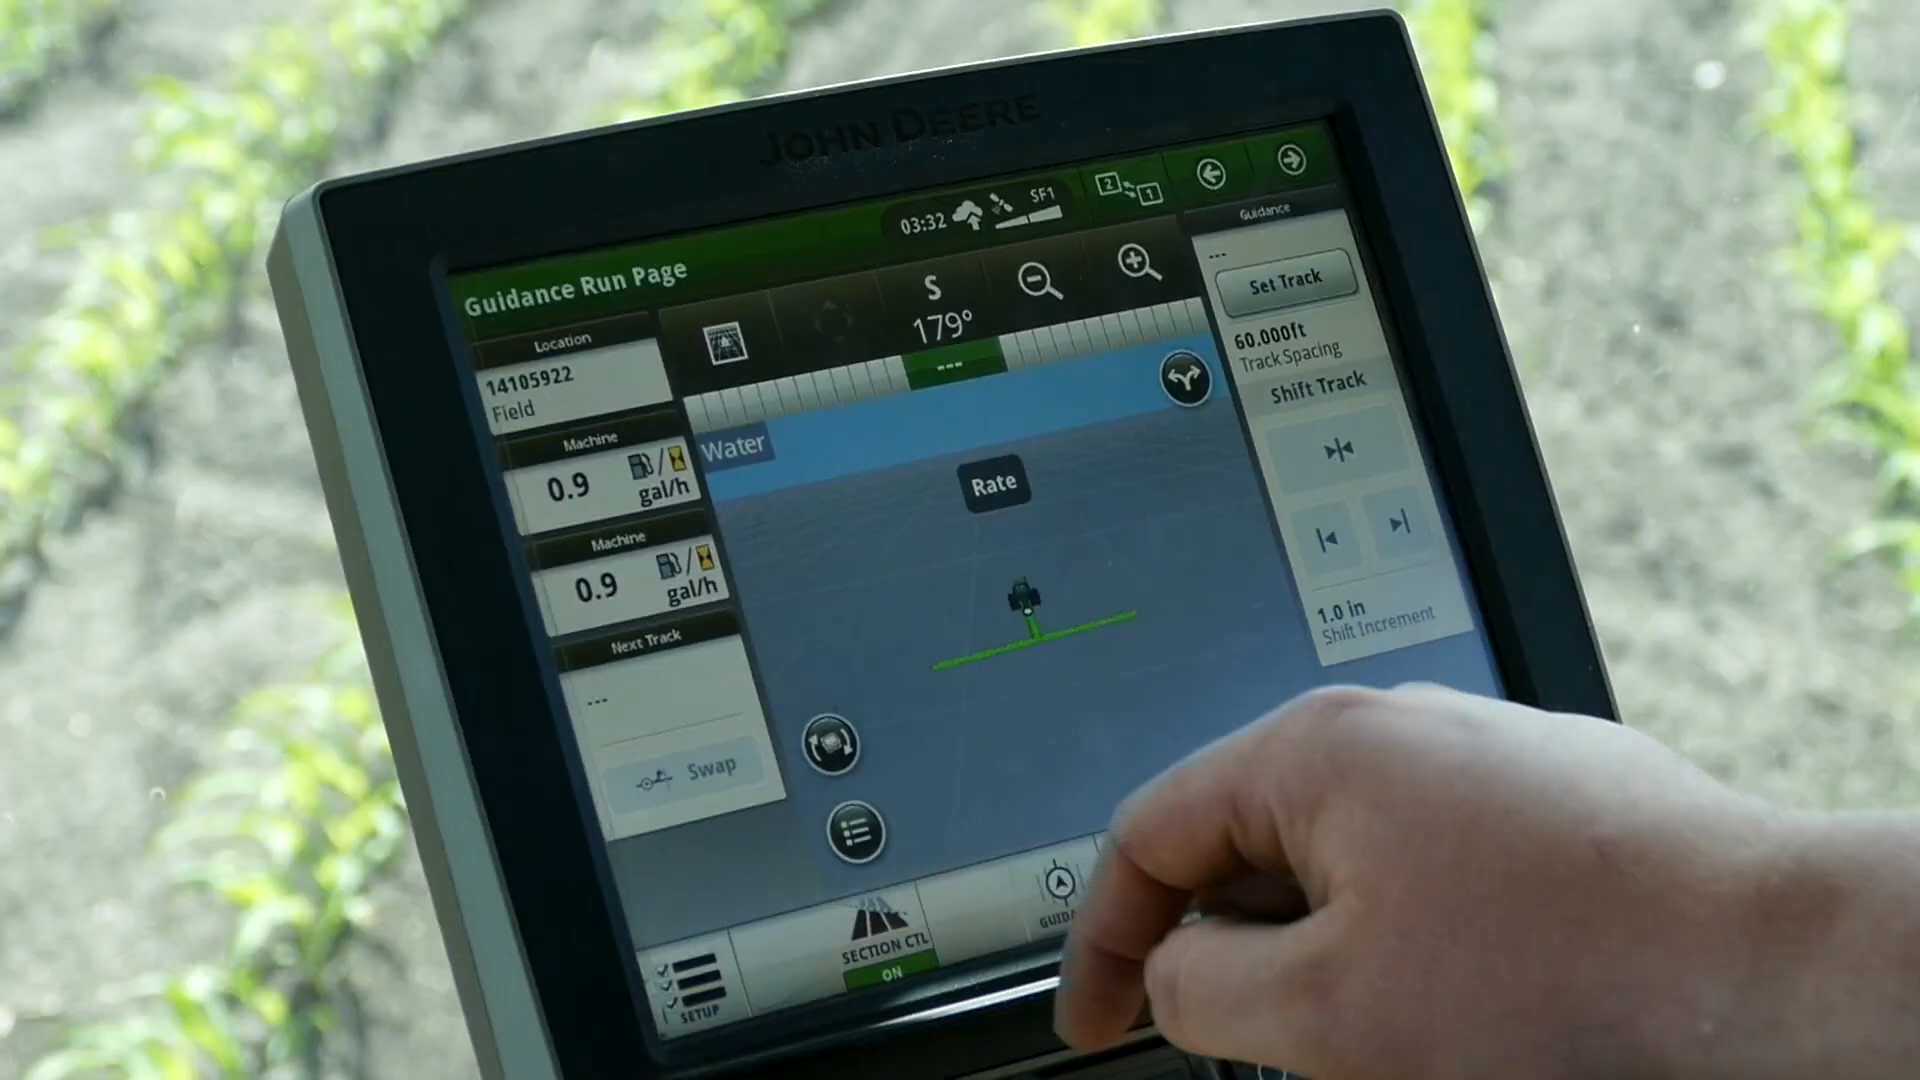 JOHN DEERE
03:32
SF1
2
1
Guidance Run Page
Location
14105922
Field
Machine
0.9
gal/h
Machine
0.9
gal/h
Next Track
---
Swap
S
179°
---
Water
Rate
Guidance
---
Set Track
60.000ft
Track Spacing
Shift Track
1.0 in
Shift Increment
SETUP
SECTION CTL
ON